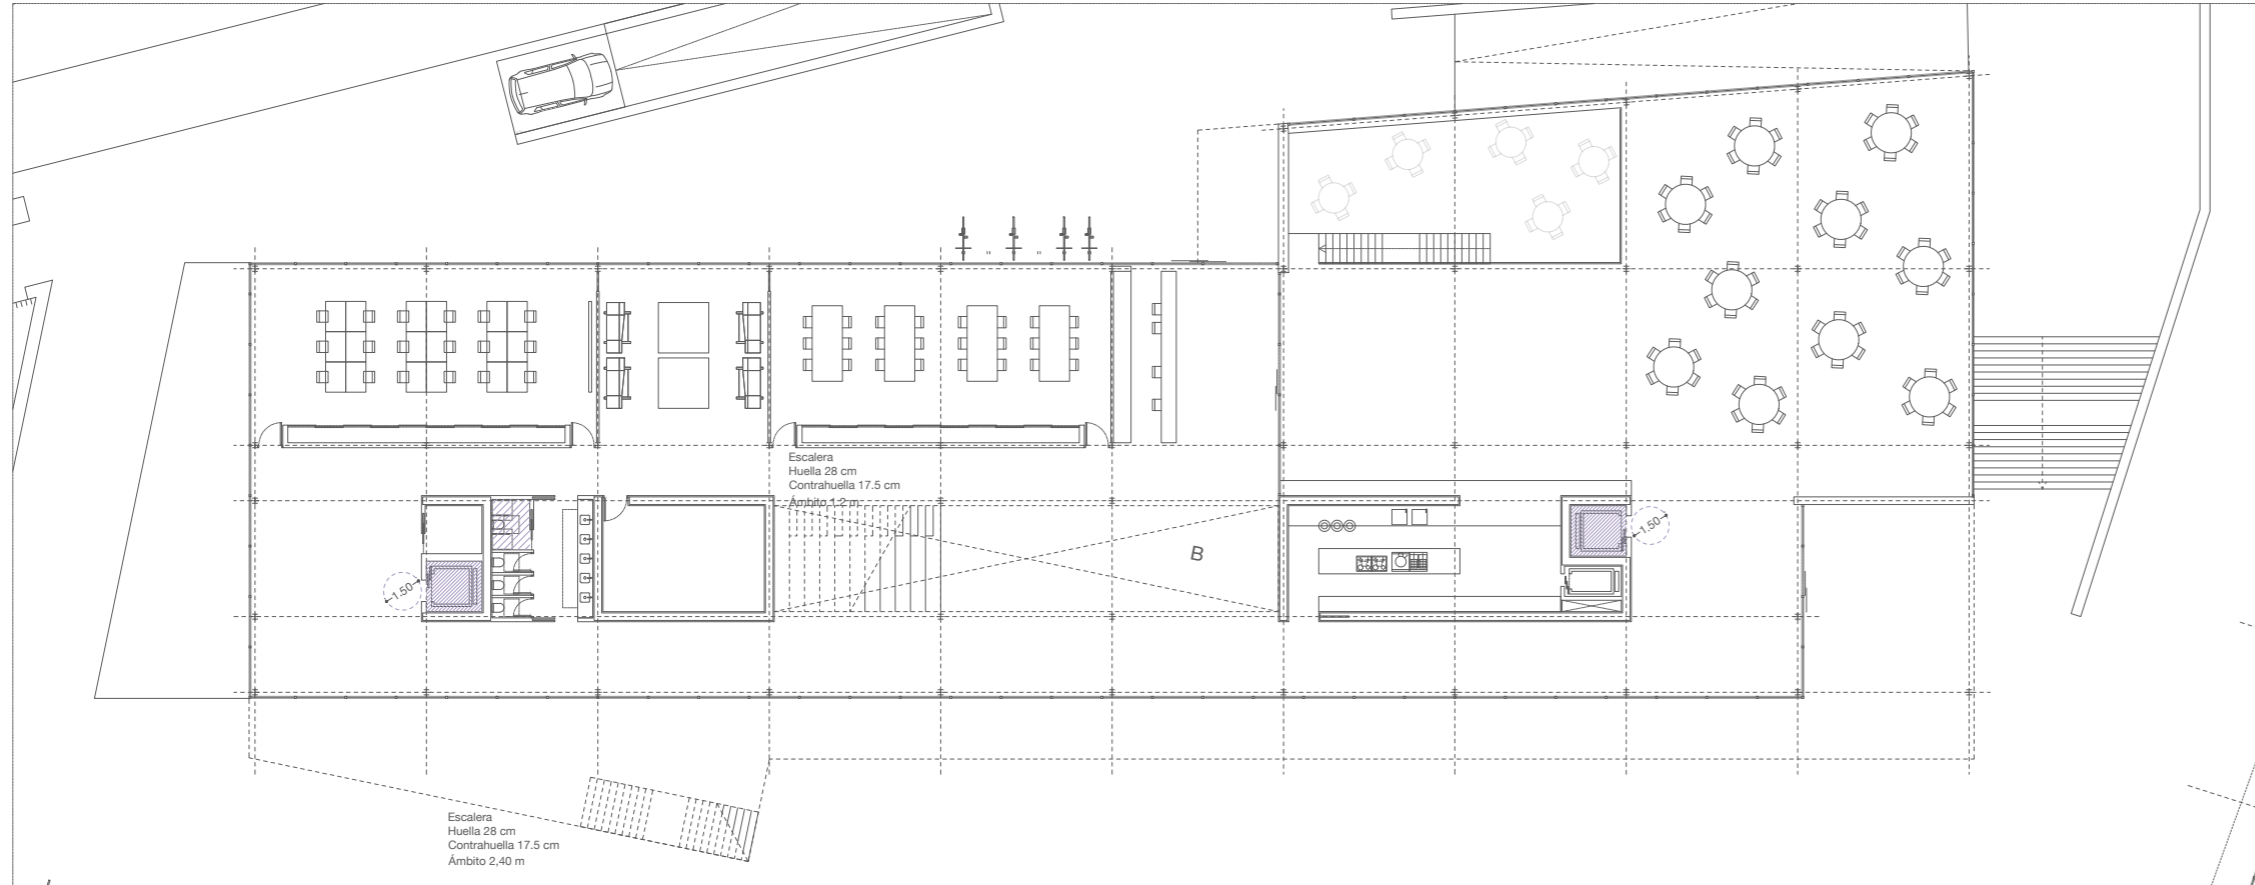 Escalera
Huella 28 cm
Contrahuella 17.5 cm
Ámbito 1.2 m
B
1.50
1.50
Escalera
Huella 28 cm
Contrahuella 17.5 cm
Ámbito 2,40 m